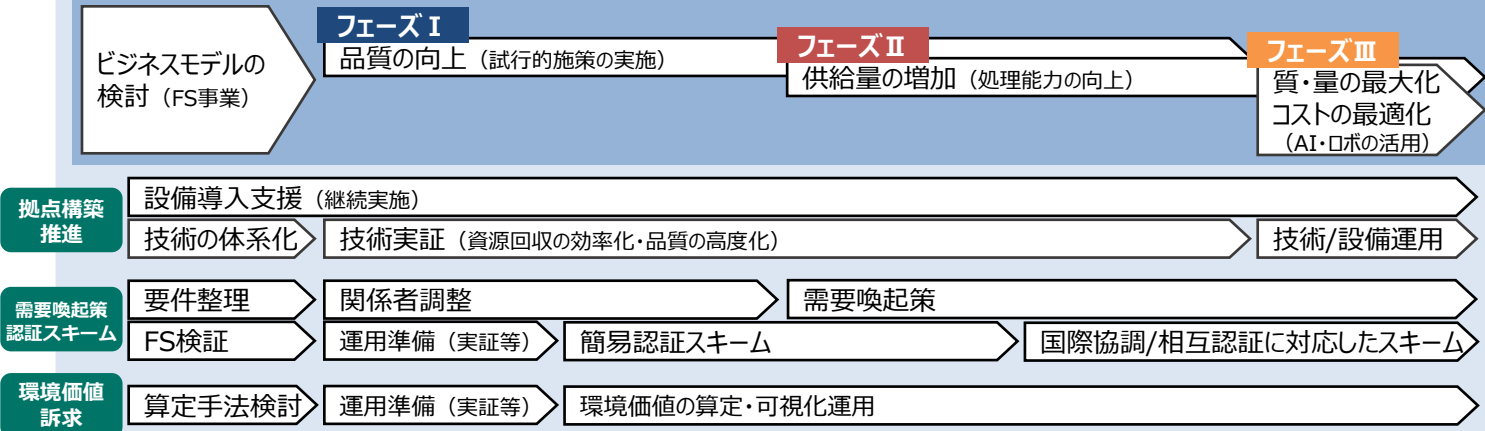 フェーズⅠ
フェーズⅡ
フェーズⅢ
ビジネスモデルの
検討（FS事業）
品質の向上（試行的施策の実施）
供給量の増加（処理能力の向上）
質・量の最大化
コストの最適化
（AI・ロボの活用）
拠点構築
推進
設備導入支援（継続実施）
技術の体系化
技術実証（資源回収の効率化・品質の高度化）
技術/設備運用
需要喚起策
認証スキーム
要件整理
関係者調整
需要喚起策
FS検証
運用準備（実証等）
簡易認証スキーム
国際協調/相互認証に対応したスキーム
環境価値
訴求
算定手法検討
運用準備（実証等）
環境価値の算定・可視化運用